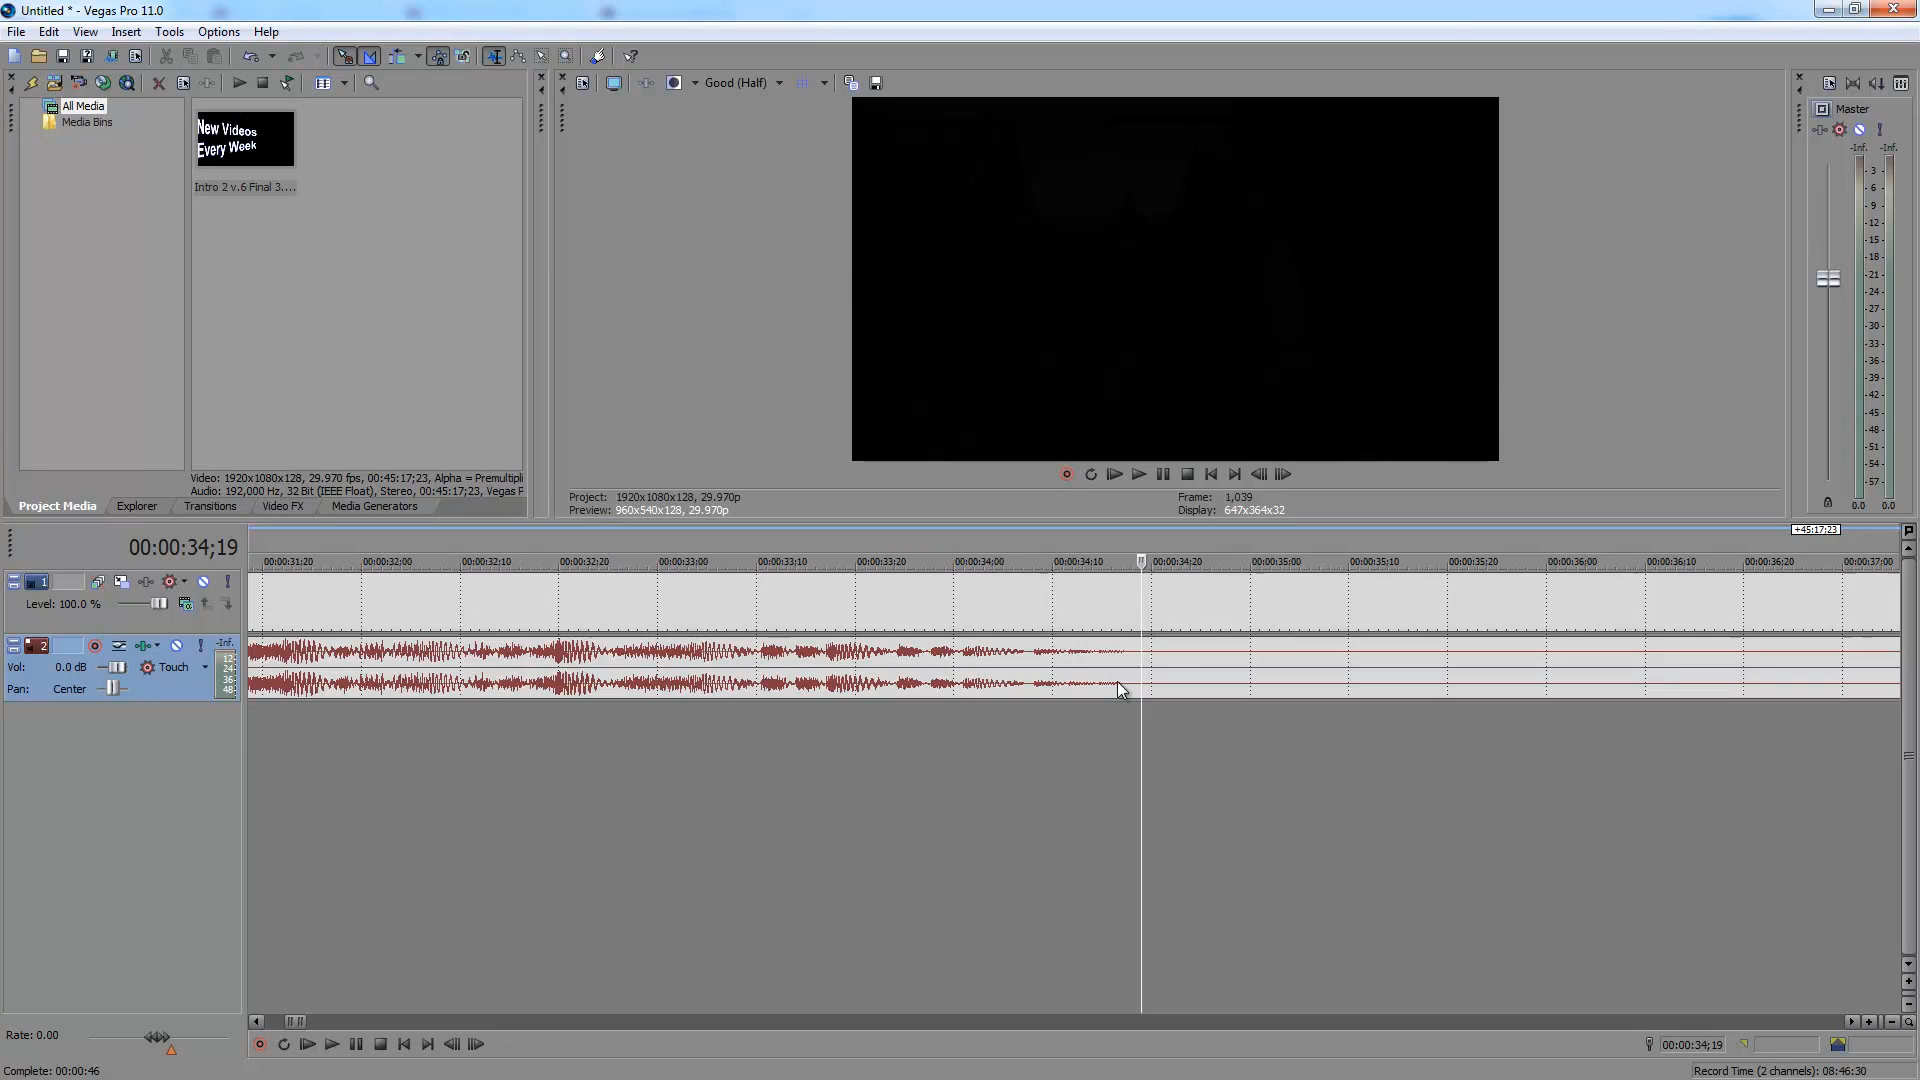 Untitled * - Vegas Pro 11.0
File Edit View Insert Tools Options Help
Good (Half)
All Media
Media Bins
New Videos
Every Week
Intro 2 v.6 Final 3....
Master
-Inf. -Inf.
3
6
9
-12
-15
-18
-21
-24
-27
-30
-33
-36
-39
-42
-45
-48
-51
-54
-57
0.0 0.0
Video: 1920x1080x128, 29.970 fps, 00:45:17;23, Alpha = Premultipli
Audio: 192,000 Hz, 32 Bit (IEEE Float), Stereo, 00:45:17;23, Vegas P
Project Media Explorer Transitions Video FX Media Generators
Project: 1920x1080x128, 29.970p
Preview: 960x540x128, 29.970p
Frame: 1,039
Display: 647x364x32
+45:17;23
00:00:34;19
00:00:31;20 00:00:32;00 00:00:32;10 00:00:32;20 00:00:33;00 00:00:33;10 00:00:33;20 00:00:34;00 00:00:34;10 00:00:34;20 00:00:35;00 00:00:35;10 00:00:35;20 00:00:36;00 00:00:36;10 00:00:36;20 00:00:37;00
1
Level: 100.0 %
2
-Inf.
Vol: 0.0 dB Touch
Pan: Center
12
24
36
48
Rate: 0.00
00:00:34;19
Complete: 00:00:46
Record Time (2 channels): 08:46:30